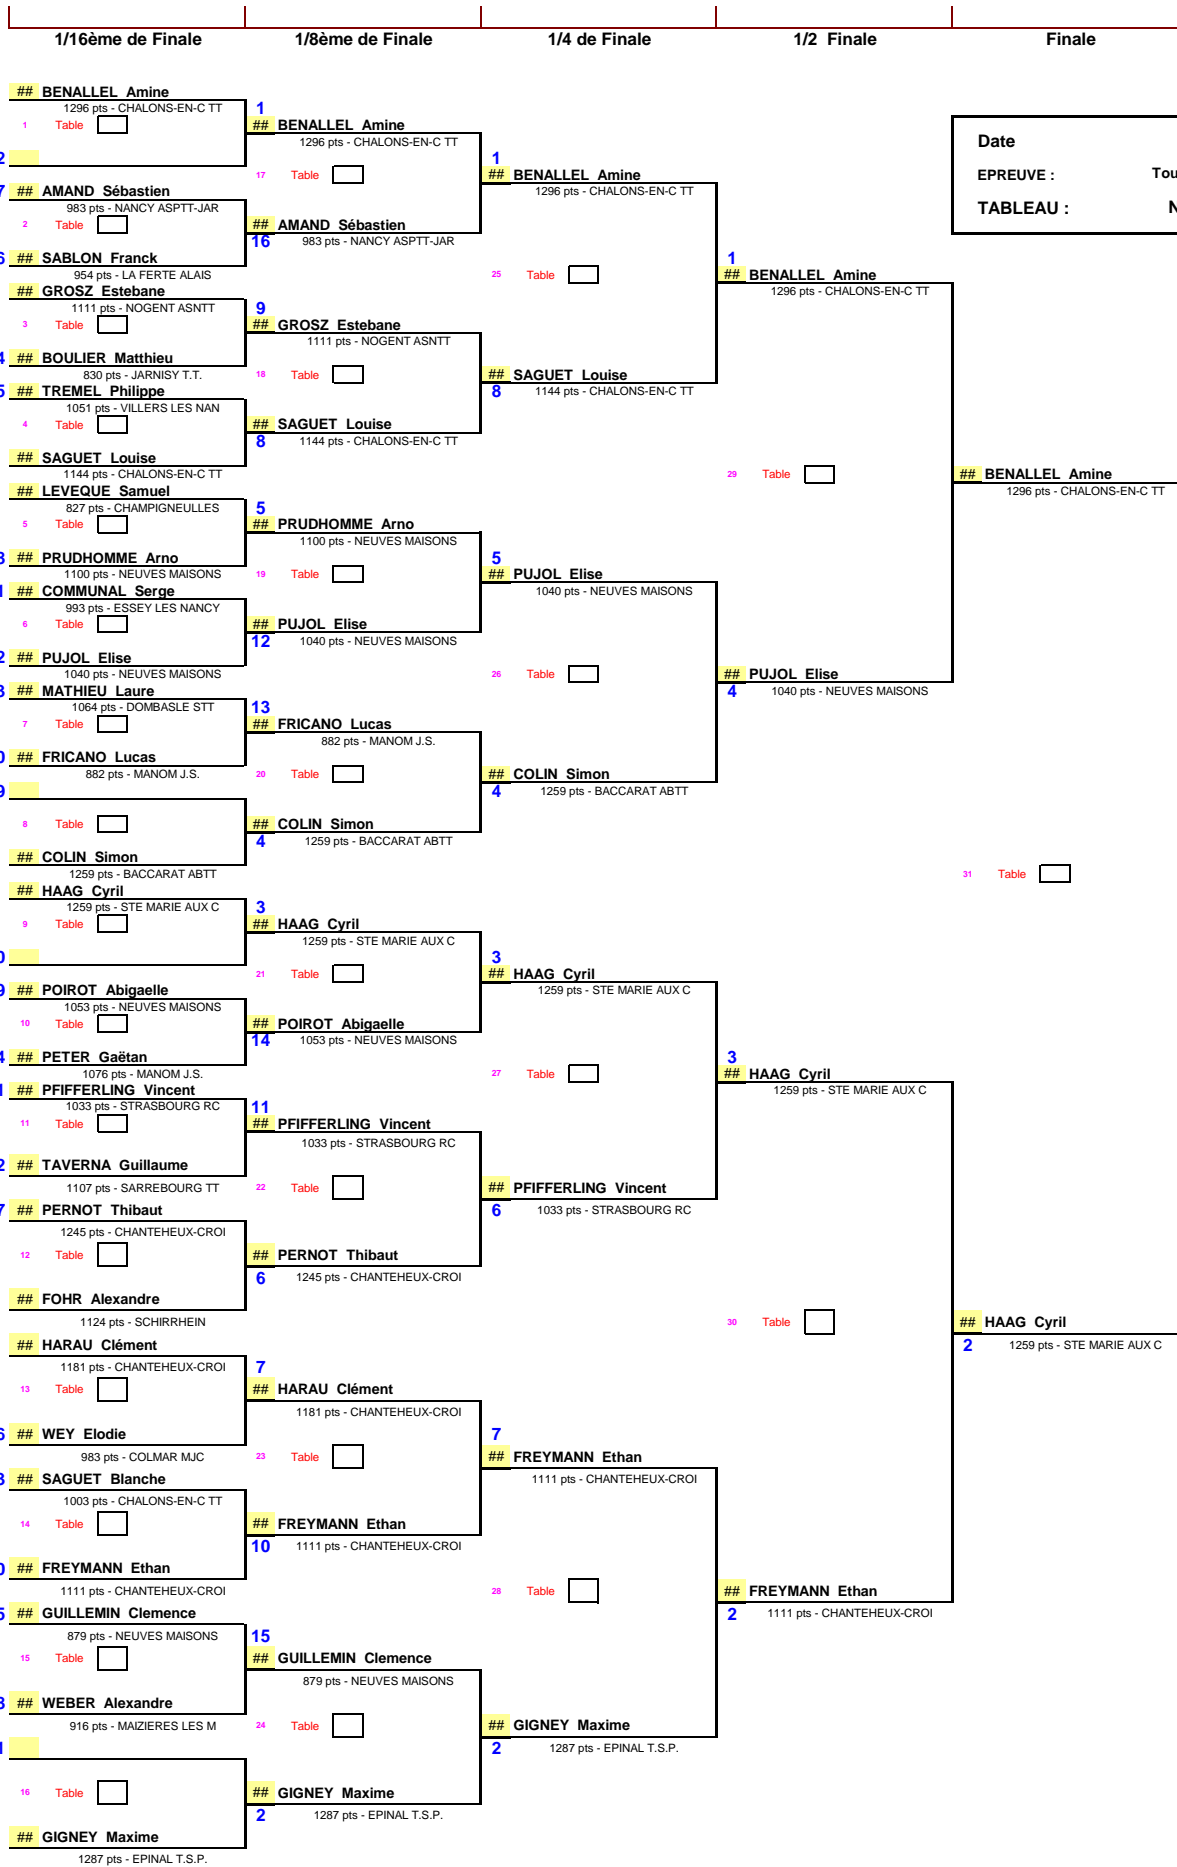 1/16ème de Finale
1/8ème de Finale
1/4 de Finale
1/2 Finale
Finale
## BENALLEL Amine
1296 pts - CHALONS-EN-C TT
1 Table
2
7 ## AMAND Sébastien
983 pts - NANCY ASPTT-JAR
2 Table
6 ## SABLON Franck
954 pts - LA FERTE ALAIS
## GROSZ Estebane
1111 pts - NOGENT ASNTT
3 Table
4 ## BOULIER Matthieu
830 pts - JARNISY T.T.
5 ## TREMEL Philippe
1051 pts - VILLERS LES NAN
4 Table
## SAGUET Louise
1144 pts - CHALONS-EN-C TT
## LEVEQUE Samuel
827 pts - CHAMPIGNEULLES
5 Table
## PRUDHOMME Arno
1100 pts - NEUVES MAISONS
## COMMUNAL Serge
993 pts - ESSEY LES NANCY
6 Table
2 ## PUJOL Elise
1040 pts - NEUVES MAISONS
3 ## MATHIEU Laure
1064 pts - DOMBASLE STT
7 Table
0 ## FRICANO Lucas
882 pts - MANOM J.S.
9
8 Table
## COLIN Simon
1259 pts - BACCARAT ABTT
## HAAG Cyril
1259 pts - STE MARIE AUX C
9 Table
0
9 ## POIROT Abigaelle
1053 pts - NEUVES MAISONS
10 Table
4 ## PETER Gaëtan
1076 pts - MANOM J.S.
1 ## PFIFFERLING Vincent
1033 pts - STRASBOURG RC
11 Table
2 ## TAVERNA Guillaume
1107 pts - SARREBOURG TT
7 ## PERNOT Thibaut
1245 pts - CHANTEHEUX-CROI
12 Table
## FOHR Alexandre
1124 pts - SCHIRRHEIN
## HARAU Clément
1181 pts - CHANTEHEUX-CROI
13 Table
6 ## WEY Elodie
983 pts - COLMAR MJC
3 ## SAGUET Blanche
1003 pts - CHALONS-EN-C TT
14 Table
0 ## FREYMANN Ethan
1111 pts - CHANTEHEUX-CROI
5 ## GUILLEMIN Clemence
879 pts - NEUVES MAISONS
15 Table
## WEBER Alexandre
916 pts - MAIZIERES LES M
1
16 Table
## GIGNEY Maxime
1287 pts - EPINAL T.S.P.
1
## BENALLEL Amine
1296 pts - CHALONS-EN-C TT
17 Table
## AMAND Sébastien
16 983 pts - NANCY ASPTT-JAR
9
## GROSZ Estebane
1111 pts - NOGENT ASNTT
18 Table
## SAGUET Louise
8 1144 pts - CHALONS-EN-C TT
5
## PRUDHOMME Arno
1100 pts - NEUVES MAISONS
19 Table
## PUJOL Elise
12 1040 pts - NEUVES MAISONS
13
## FRICANO Lucas
882 pts - MANOM J.S.
20 Table
## COLIN Simon
4 1259 pts - BACCARAT ABTT
3
## HAAG Cyril
1259 pts - STE MARIE AUX C
21 Table
## POIROT Abigaelle
14 1053 pts - NEUVES MAISONS
11
## PFIFFERLING Vincent
1033 pts - STRASBOURG RC
22 Table
## PERNOT Thibaut
6 1245 pts - CHANTEHEUX-CROI
7
## HARAU Clément
1181 pts - CHANTEHEUX-CROI
23 Table
## FREYMANN Ethan
10 1111 pts - CHANTEHEUX-CROI
15
## GUILLEMIN Clemence
879 pts - NEUVES MAISONS
24 Table
## GIGNEY Maxime
2 1287 pts - EPINAL T.S.P.
1
## BENALLEL Amine
1296 pts - CHALONS-EN-C TT
25 Table
## SAGUET Louise
8 1144 pts - CHALONS-EN-C TT
5
## PUJOL Elise
1040 pts - NEUVES MAISONS
26 Table
## COLIN Simon
4 1259 pts - BACCARAT ABTT
3
## HAAG Cyril
1259 pts - STE MARIE AUX C
27 Table
## PFIFFERLING Vincent
6 1033 pts - STRASBOURG RC
7
## FREYMANN Ethan
1111 pts - CHANTEHEUX-CROI
28 Table
## GIGNEY Maxime
2 1287 pts - EPINAL T.S.P.
1
## BENALLEL Amine
1296 pts - CHALONS-EN-C TT
29 Table
## PUJOL Elise
4 1040 pts - NEUVES MAISONS
3
## HAAG Cyril
1259 pts - STE MARIE AUX C
30 Table
## FREYMANN Ethan
2 1111 pts - CHANTEHEUX-CROI
Date
EPREUVE : Tou
TABLEAU : N
## BENALLEL Amine
1296 pts - CHALONS-EN-C TT
31 Table
## HAAG Cyril
2 1259 pts - STE MARIE AUX C